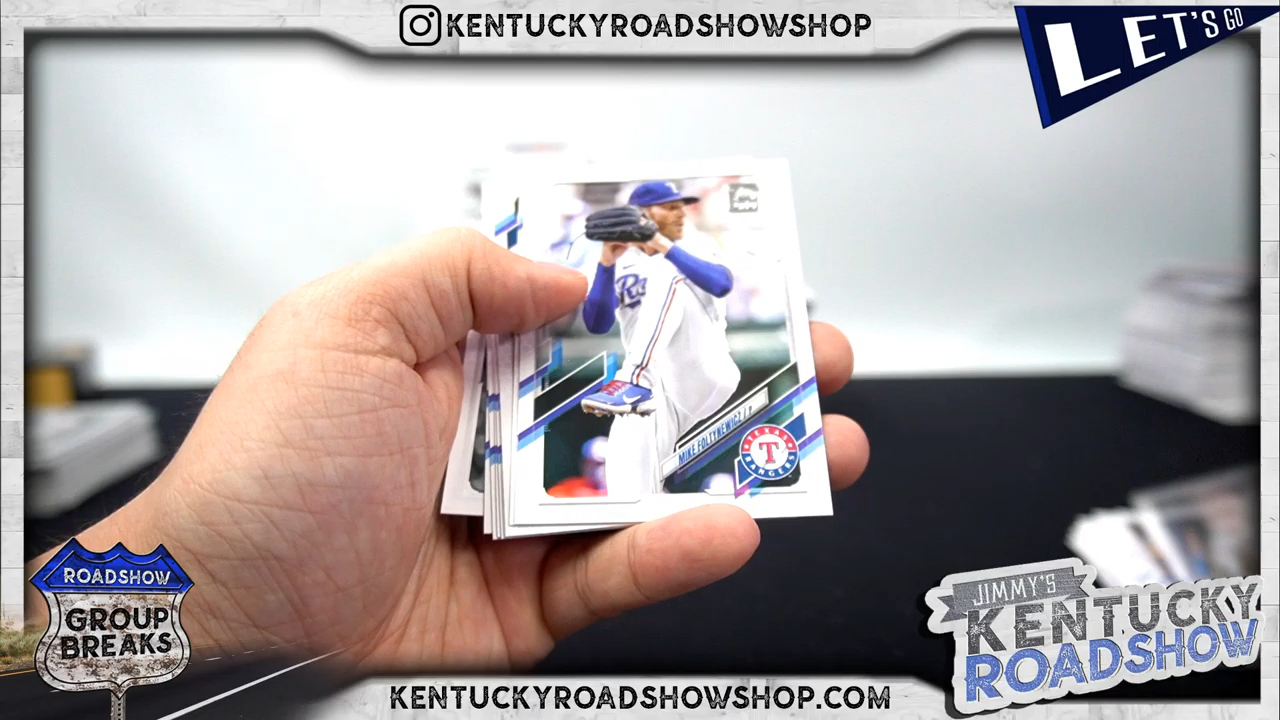 KENTUCKYROADSHOWSHOP
LET'S GO
MIKE FOLTYNEWICZ
TEXAS
T
RANGERS
ROADSHOW
GROUP
BREAKS
JIMMY'S
KENTUCKY
ROADSHOW
KENTUCKYROADSHOWSHOP.COM